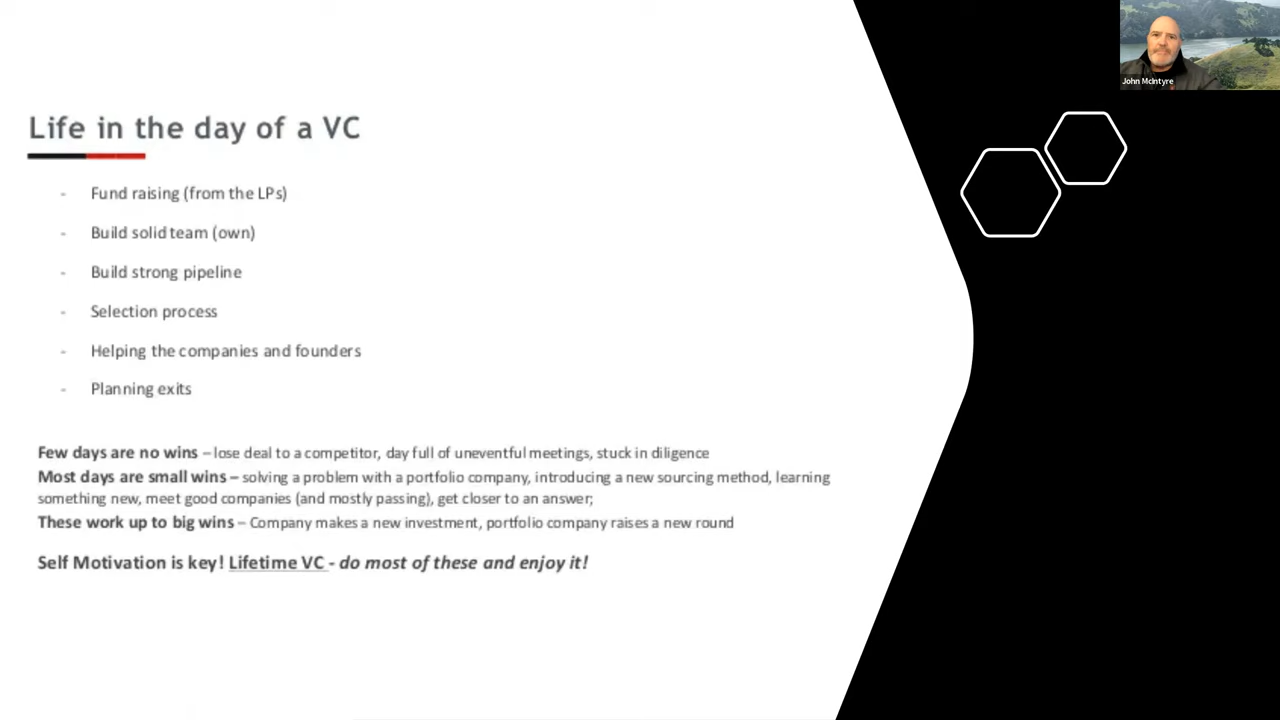 John McIntyre
Life in the day of a VC
- Fund raising (from the LPs)
- Build solid team (own)
- Build strong pipeline
- Selection process
- Helping the companies and founders
- Planning exits
Few days are no wins – lose deal to a competitor, day full of uneventful meetings, stuck in diligence
Most days are small wins – solving a problem with a portfolio company, introducing a new sourcing method, learning
something new, meet good companies (and mostly passing), get closer to an answer;
These work up to big wins – Company makes a new investment, portfolio company raises a new round
Self Motivation is key! Lifetime VC - do most of these and enjoy it!